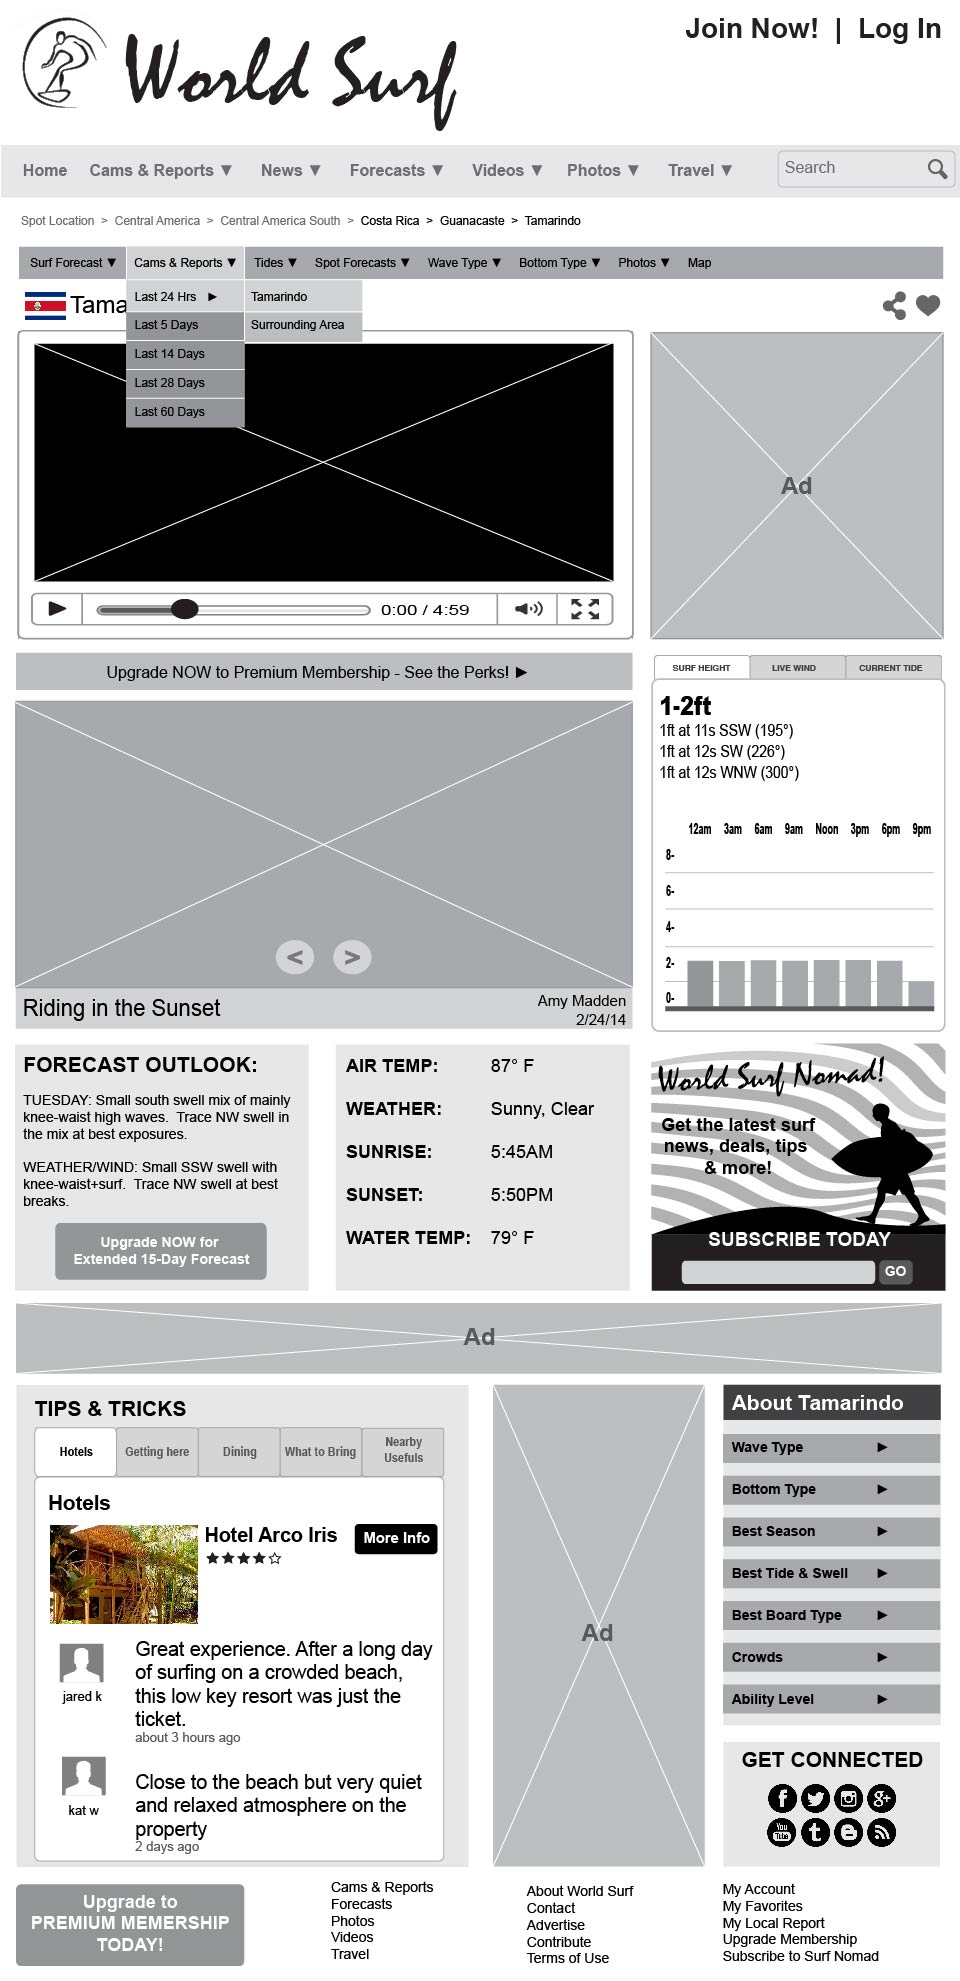 World Surf
Join Now! | Log In
Home Cams & Reports ▼ News ▼ Forecasts ▼ Videos ▼ Photos ▼ Travel ▼ Search
Spot Location > Central America > Central America South > Costa Rica > Guanacaste > Tamarindo
Surf Forecast ▼ Cams & Reports ▼ Tides ▼ Spot Forecasts ▼ Wave Type ▼ Bottom Type ▼ Photos ▼ Map
Tama
Last 24 Hrs ►
Last 5 Days
Last 14 Days
Last 28 Days
Last 60 Days
Tamarindo
Surrounding Area
Ad
0:00 / 4:59
Upgrade NOW to Premium Membership - See the Perks! ►
< >
Riding in the Sunset
Amy Madden
2/24/14
SURF HEIGHT LIVE WIND CURRENT TIDE
1-2ft
1ft at 11s SSW (195°)
1ft at 12s SW (226°)
1ft at 12s WNW (300°)
12am 3am 6am 9am Noon 3pm 6pm 9pm
8-
6-
4-
2-
0-
FORECAST OUTLOOK:
TUESDAY: Small south swell mix of mainly
knee-waist high waves. Trace NW swell in
the mix at best exposures.
WEATHER/WIND: Small SSW swell with
knee-waist+surf. Trace NW swell at best
breaks.
Upgrade NOW for
Extended 15-Day Forecast
AIR TEMP: 87° F
WEATHER: Sunny, Clear
SUNRISE: 5:45AM
SUNSET: 5:50PM
WATER TEMP: 79° F
World Surf Nomad!
Get the latest surf
news, deals, tips
& more!
SUBSCRIBE TODAY
GO
Ad
TIPS & TRICKS
Hotels Getting here Dining What to Bring Nearby
Usefuls
Hotels
Hotel Arco Iris
More Info
jared k
Great experience. After a long day
of surfing on a crowded beach,
this low key resort was just the
ticket.
about 3 hours ago
kat w
Close to the beach but very quiet
and relaxed atmosphere on the
property
2 days ago
Ad
About Tamarindo
Wave Type ►
Bottom Type ►
Best Season ►
Best Tide & Swell ►
Best Board Type ►
Crowds ►
Ability Level ►
GET CONNECTED
f g+
You
Tube t B
Upgrade to
PREMIUM MEMERSHIP
TODAY!
Cams & Reports
Forecasts
Photos
Videos
Travel
About World Surf
Contact
Advertise
Contribute
Terms of Use
My Account
My Favorites
My Local Report
Upgrade Membership
Subscribe to Surf Nomad